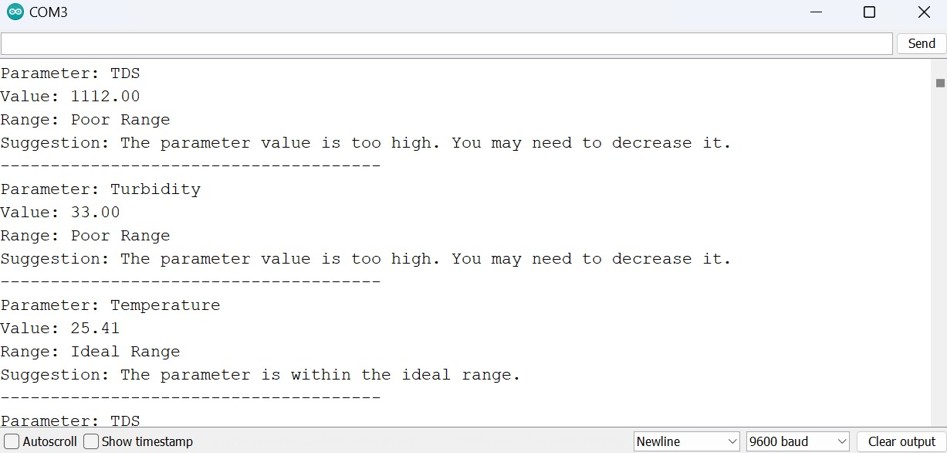 COM3
Send
Parameter: TDS
Value: 1112.00
Range: Poor Range
Suggestion: The parameter value is too high. You may need to decrease it.
--------------------------------------
Parameter: Turbidity
Value: 33.00
Range: Poor Range
Suggestion: The parameter value is too high. You may need to decrease it.
--------------------------------------
Parameter: Temperature
Value: 25.41
Range: Ideal Range
Suggestion: The parameter is within the ideal range.
--------------------------------------
Parameter: TDS
Autoscroll Show timestamp Newline 9600 baud Clear output